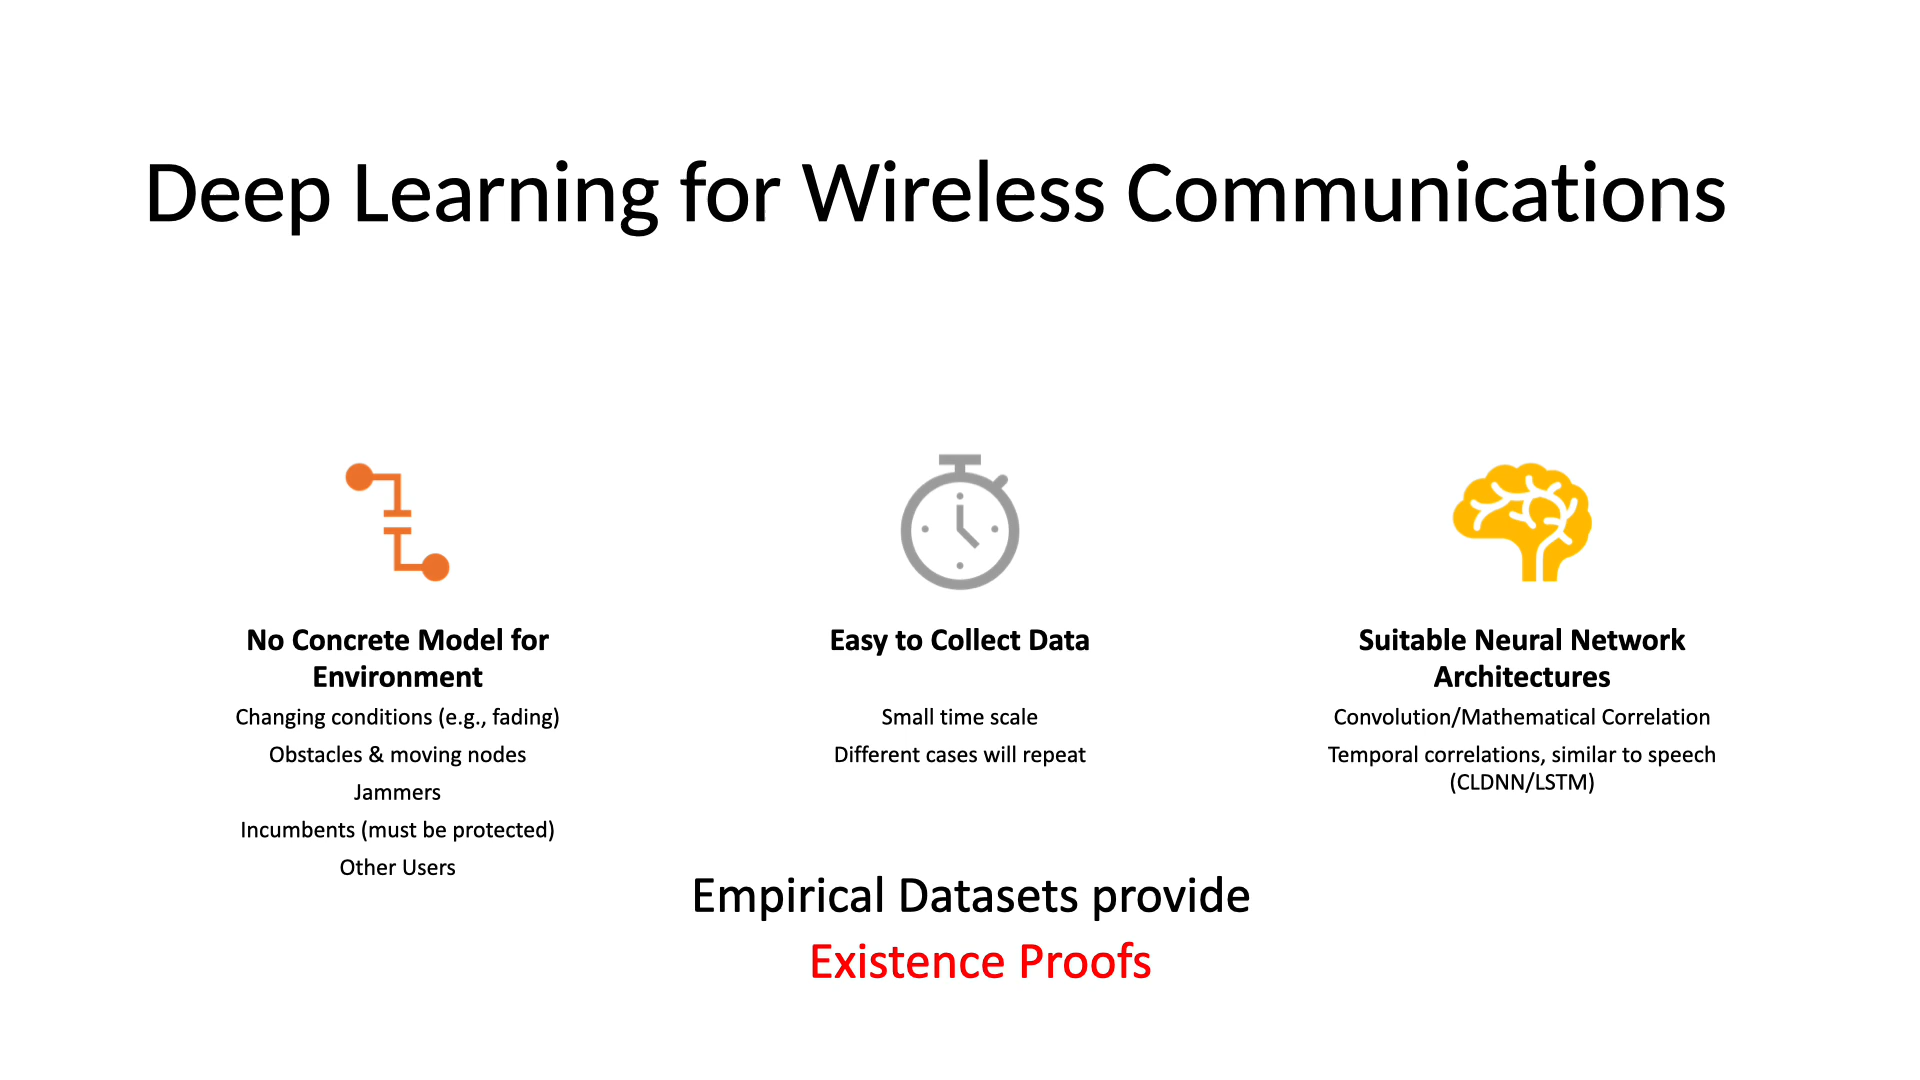 Deep Learning for Wireless Communications
No Concrete Model for
Environment
Changing conditions (e.g., fading)
Obstacles & moving nodes
Jammers
Incumbents (must be protected)
Other Users
Easy to Collect Data
Small time scale
Different cases will repeat
Suitable Neural Network
Architectures
Convolution/Mathematical Correlation
Temporal correlations, similar to speech
(CLDNN/LSTM)
Empirical Datasets provide
Existence Proofs